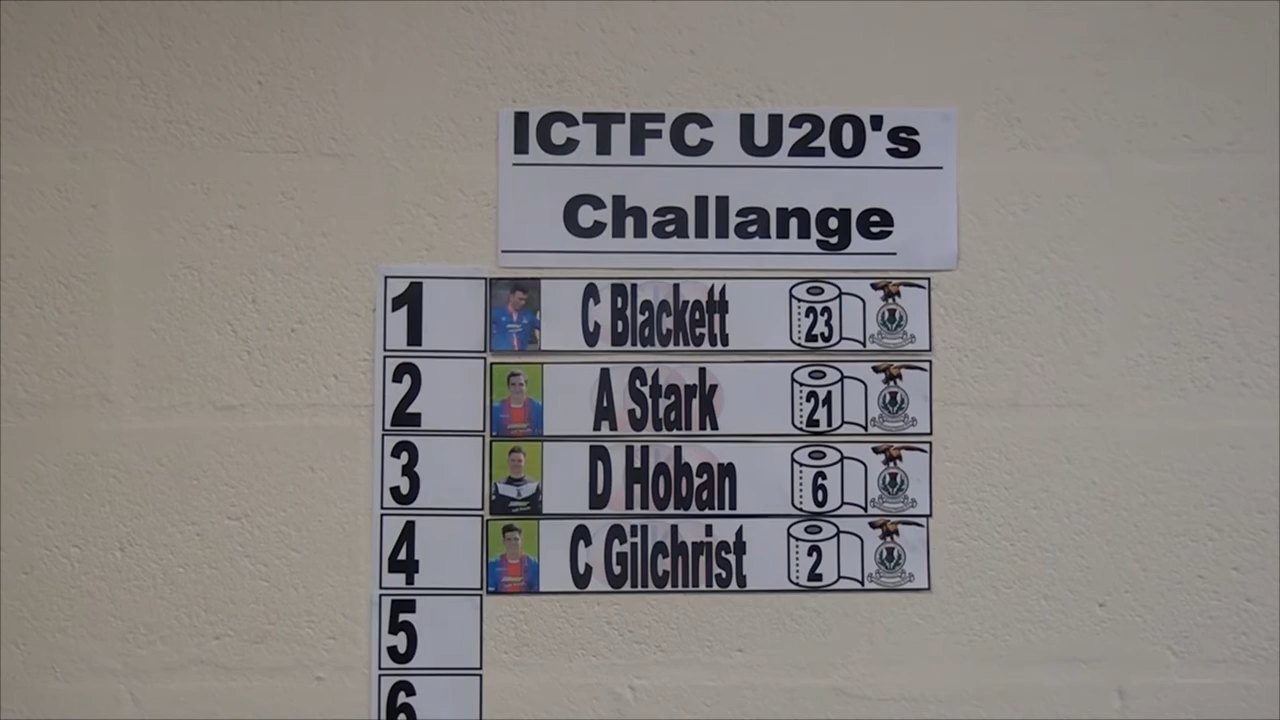 ICTFC U20's
Challange
1 C Blackett 23
2 A Stark 21
3 D Hoban 6
4 C Gilchrist 2
5
6